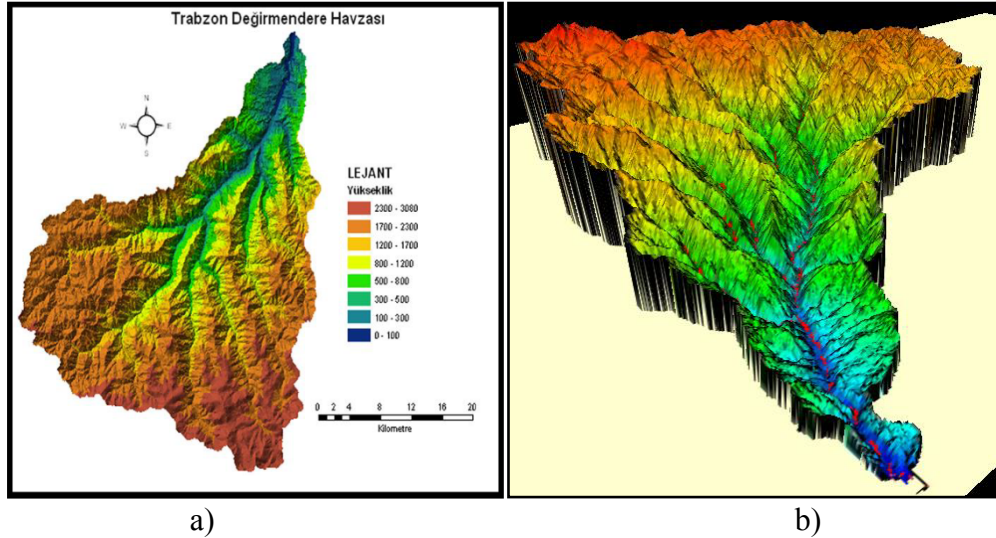 Trabzon Değirmendere Havzası
N
W E
S
LEJANT
Yükseklik
2300 - 3080
1700 - 2300
1200 - 1700
800 - 1200
500 - 800
300 - 500
100 - 300
0 - 100
0 2 4 8 12 16 20
Kilometre
a) b)